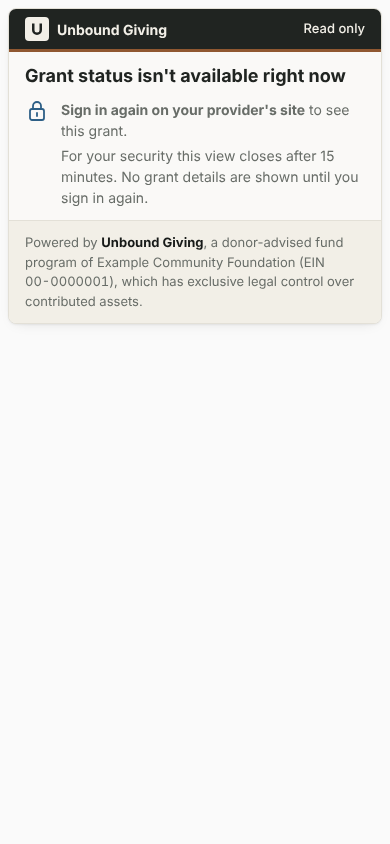 U Unbound Giving Read only
Grant status isn't available right now
Sign in again on your provider's site to see
this grant.
For your security this view closes after 15
minutes. No grant details are shown until you
sign in again.
Powered by Unbound Giving, a donor-advised fund
program of Example Community Foundation (EIN
00-0000001), which has exclusive legal control over
contributed assets.